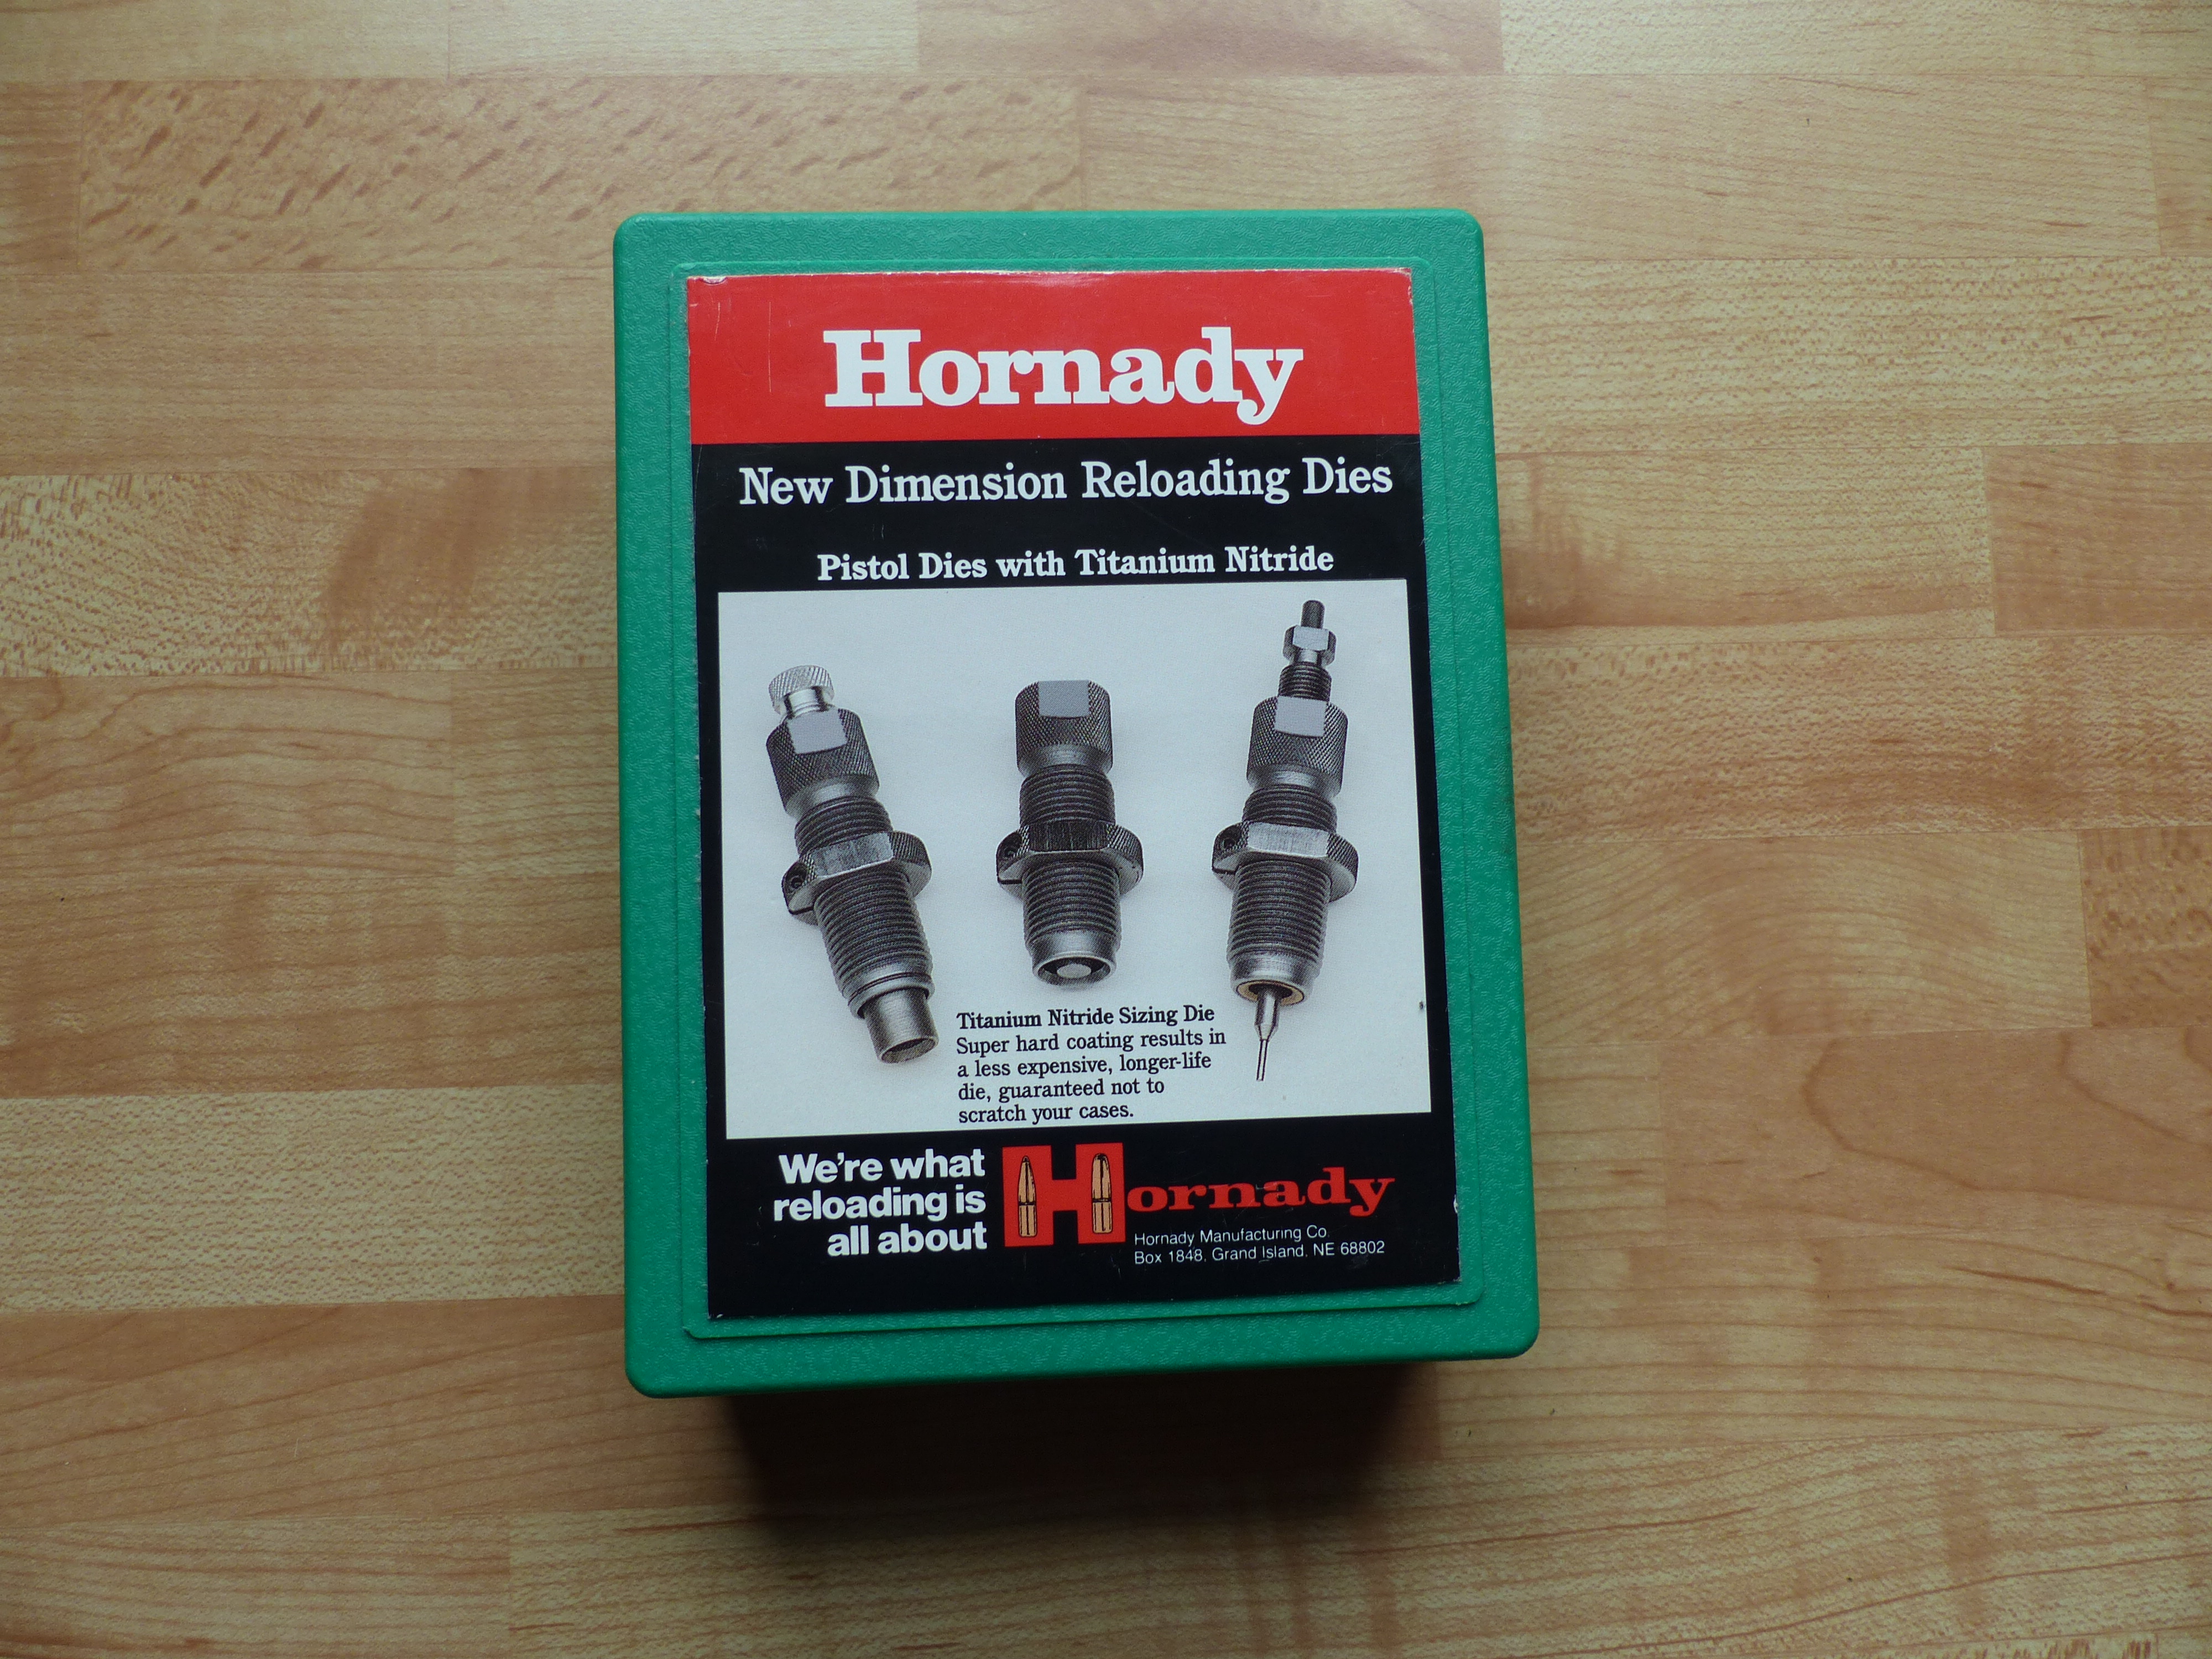 Hornady
New Dimension Reloading Dies
Pistol Dies with Titanium Nitride
Titanium Nitride Sizing Die
Super hard coating results in
a less expensive, longer-life
die, guaranteed not to
scratch your cases.
We're what
reloading is
all about
Hornady
Hornady Manufacturing Co.
Box 1848, Grand Island, NE 68802